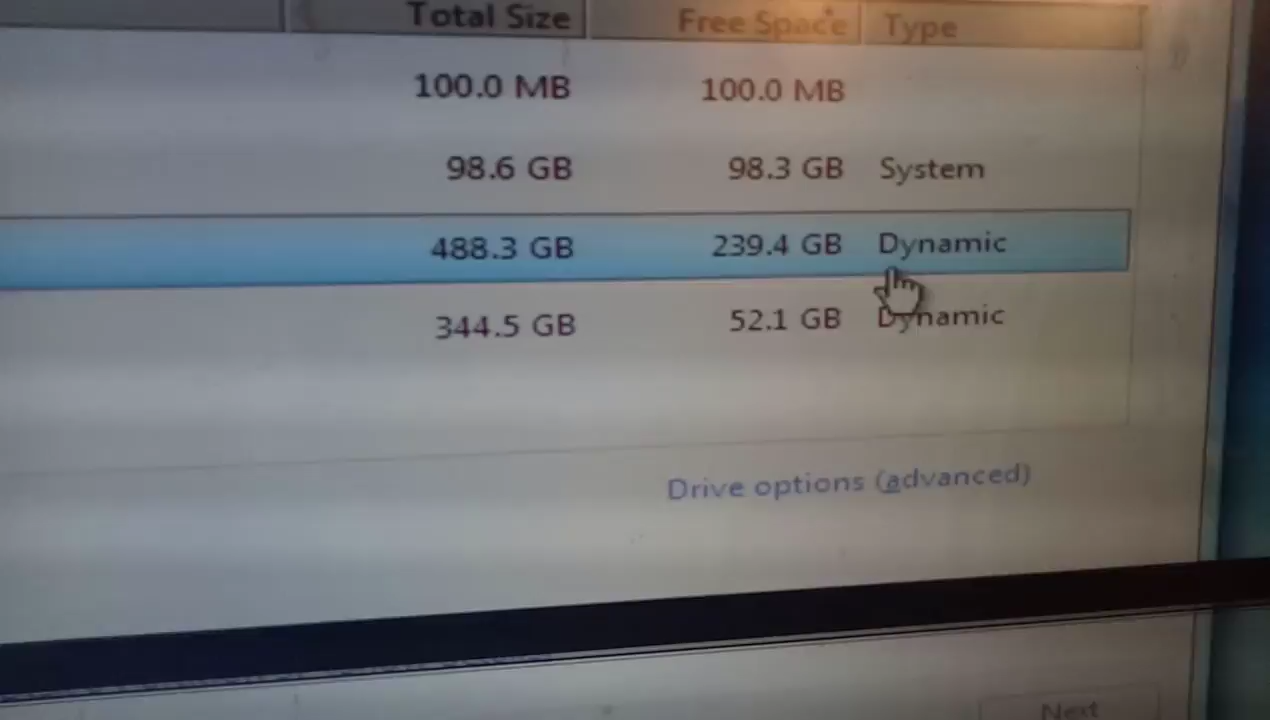 Total Size Free Space Type
100.0 MB 100.0 MB
98.6 GB 98.3 GB System
488.3 GB 239.4 GB Dynamic
344.5 GB 52.1 GB Dynamic
Drive options (advanced)
Next